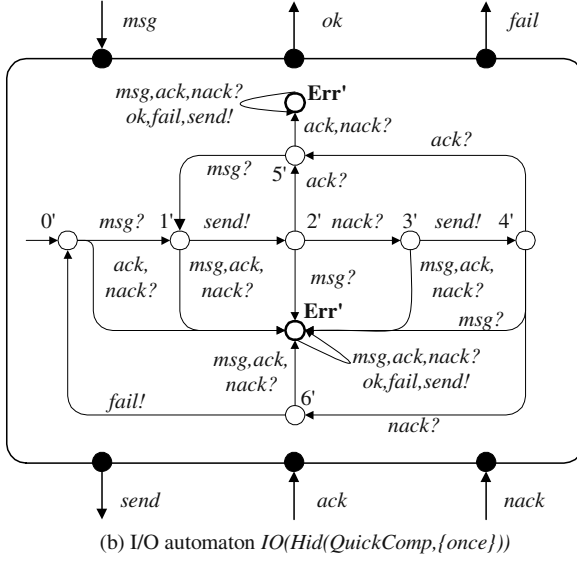 msg
ok
fail
msg,ack,nack?
ok,fail,send!
Err'
ack,nack?
ack?
msg?
5'
ack?
0'
msg?
1'
send!
2'
nack?
3'
send!
4'
ack,
nack?
msg,ack,
nack?
msg?
msg,ack,
nack?
Err'
msg?
msg,ack,
nack?
msg,ack,nack?
ok,fail,send!
fail!
6'
nack?
send
ack
nack
(b) I/O automaton IO(Hid(QuickComp,{once}))